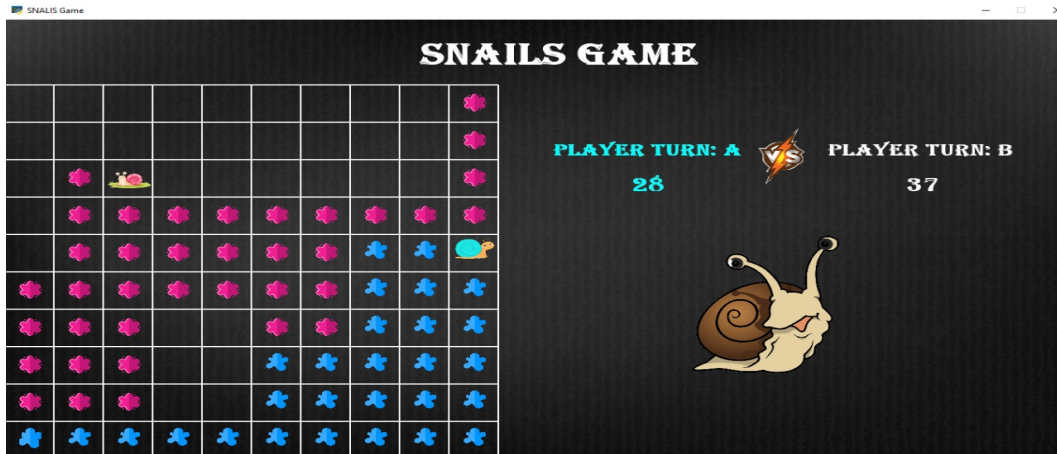 SNALIS Game
SNAILS GAME
PLAYER TURN: A VS PLAYER TURN: B
28 37